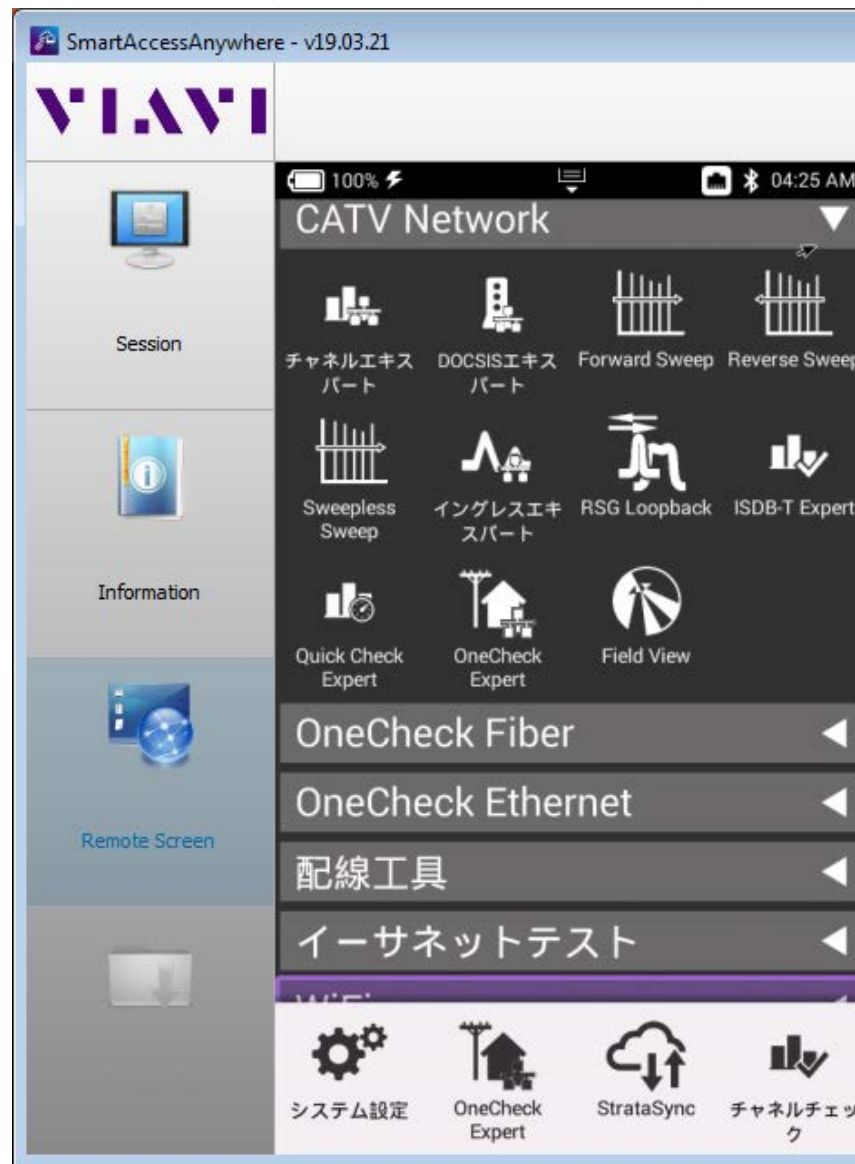 SmartAccessAnywhere - v19.03.21
VIAVI
Session
Information
Remote Screen
100% 04:25 AM
CATV Network
チャネルエキス
パート
DOCSISエキス
パート
Forward Sweep
Reverse Sweep
Sweepless
Sweep
イングレスエキ
スパート
RSG Loopback
ISDB-T Expert
Quick Check
Expert
OneCheck
Expert
Field View
OneCheck Fiber
OneCheck Ethernet
配線工具
イーサネットテスト
WiFi
システム設定
OneCheck
Expert
StrataSync
チャネルチェッ
ク